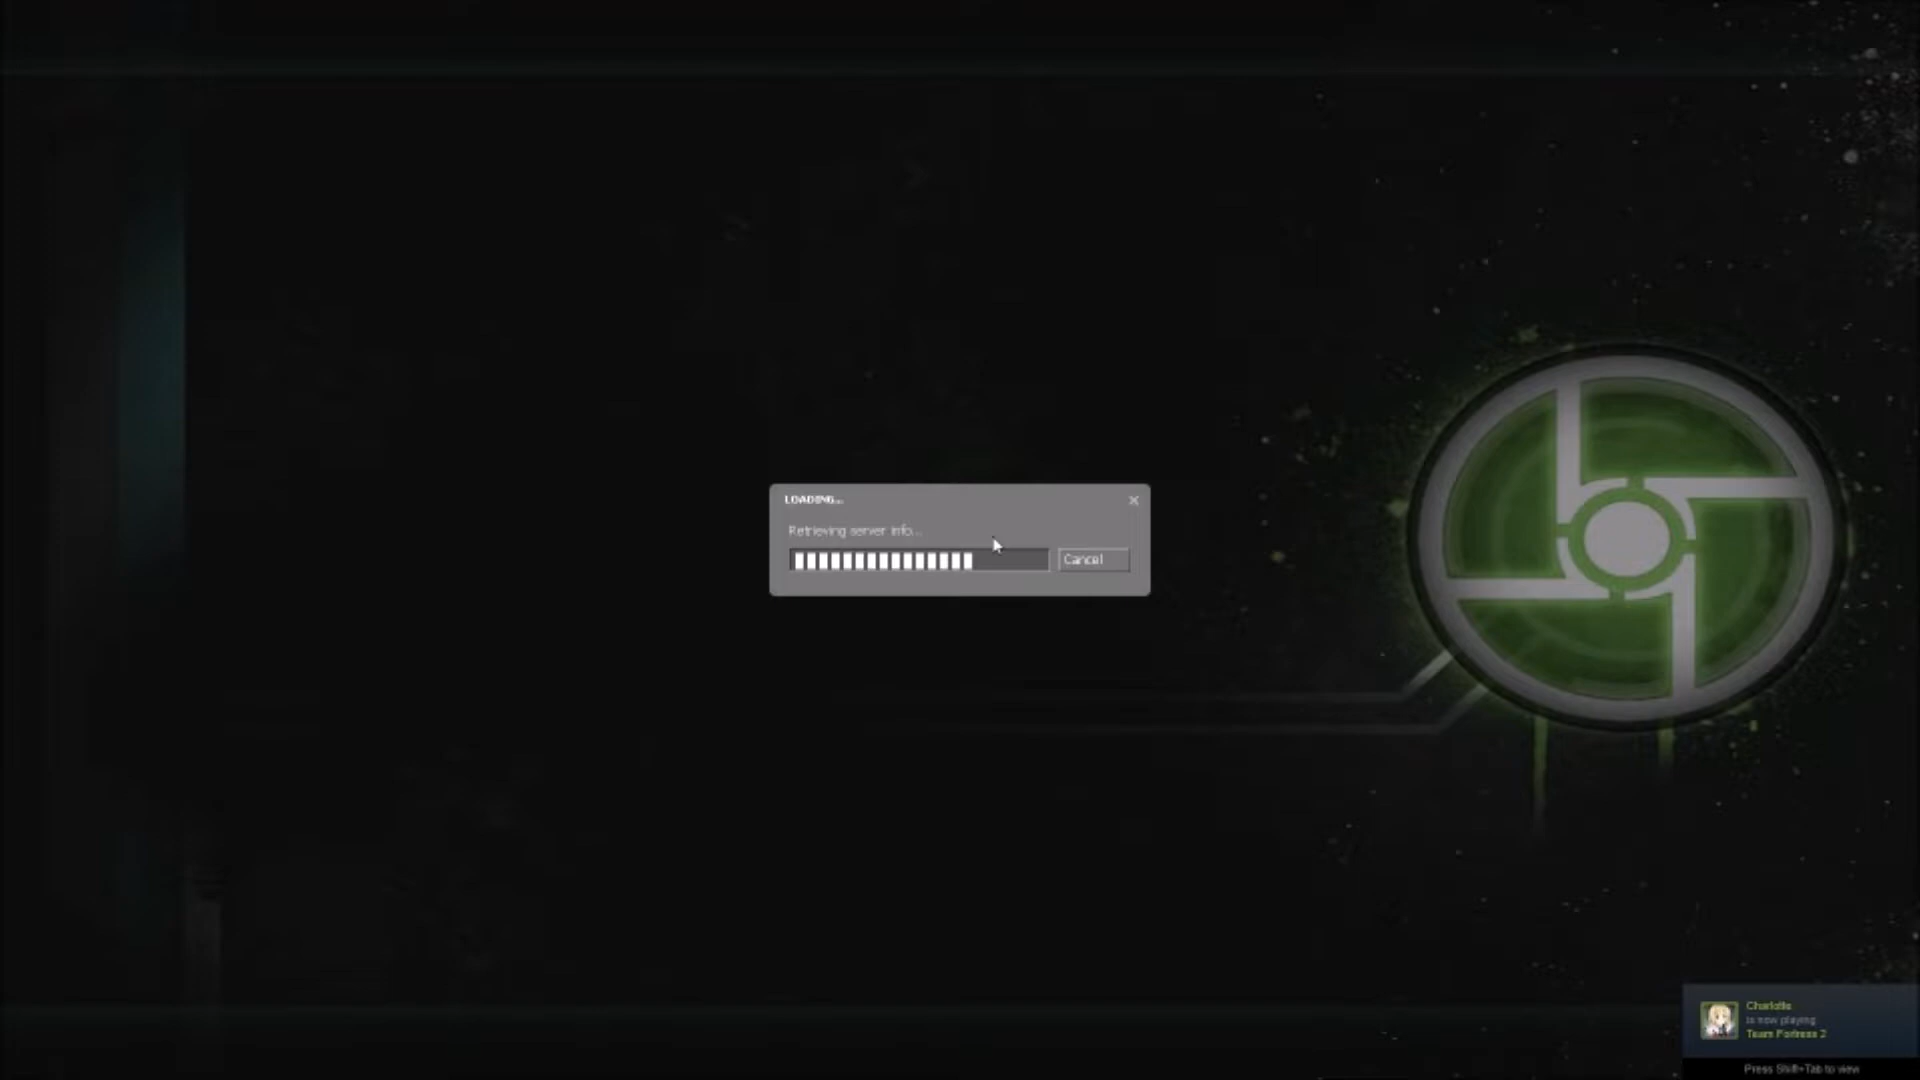 LOADING...
Retrieving server info...
Cancel
Charlotte
is now playing
Team Fortress 2
Press Shift+Tab to view